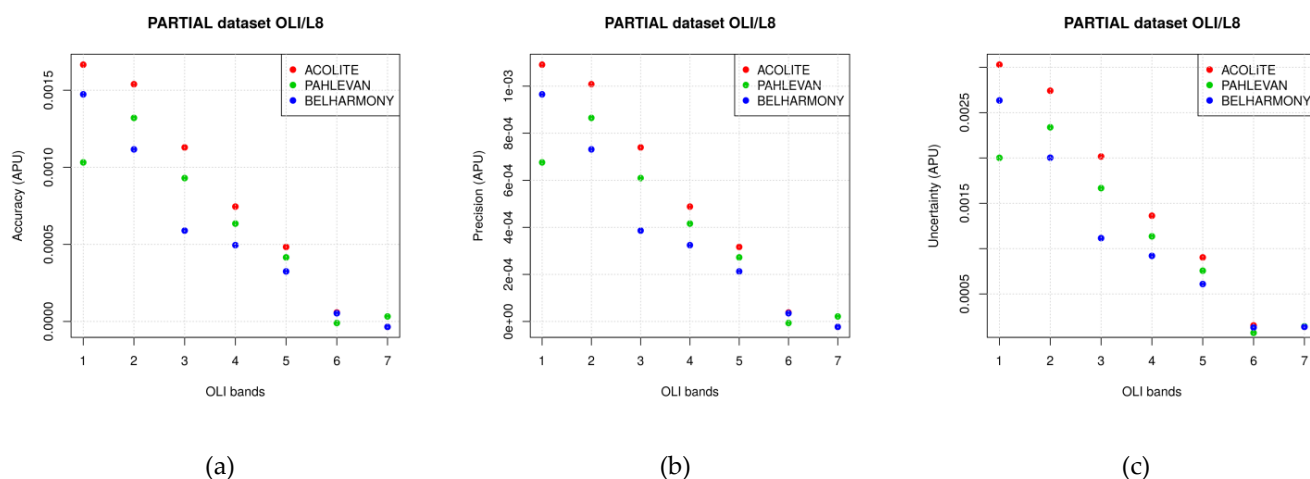 PARTIAL dataset OLI/L8
ACOLITE
PAHLEVAN
BELHARMONY
Accuracy (APU)
0.0015
0.0010
0.0005
0.0000
1 2 3 4 5 6 7
OLI bands
(a)
PARTIAL dataset OLI/L8
ACOLITE
PAHLEVAN
BELHARMONY
Precision (APU)
1e-03
8e-04
6e-04
4e-04
2e-04
0e+00
1 2 3 4 5 6 7
OLI bands
(b)
PARTIAL dataset OLI/L8
ACOLITE
PAHLEVAN
BELHARMONY
Uncertainty (APU)
0.0025
0.0015
0.0005
1 2 3 4 5 6 7
OLI bands
(c)